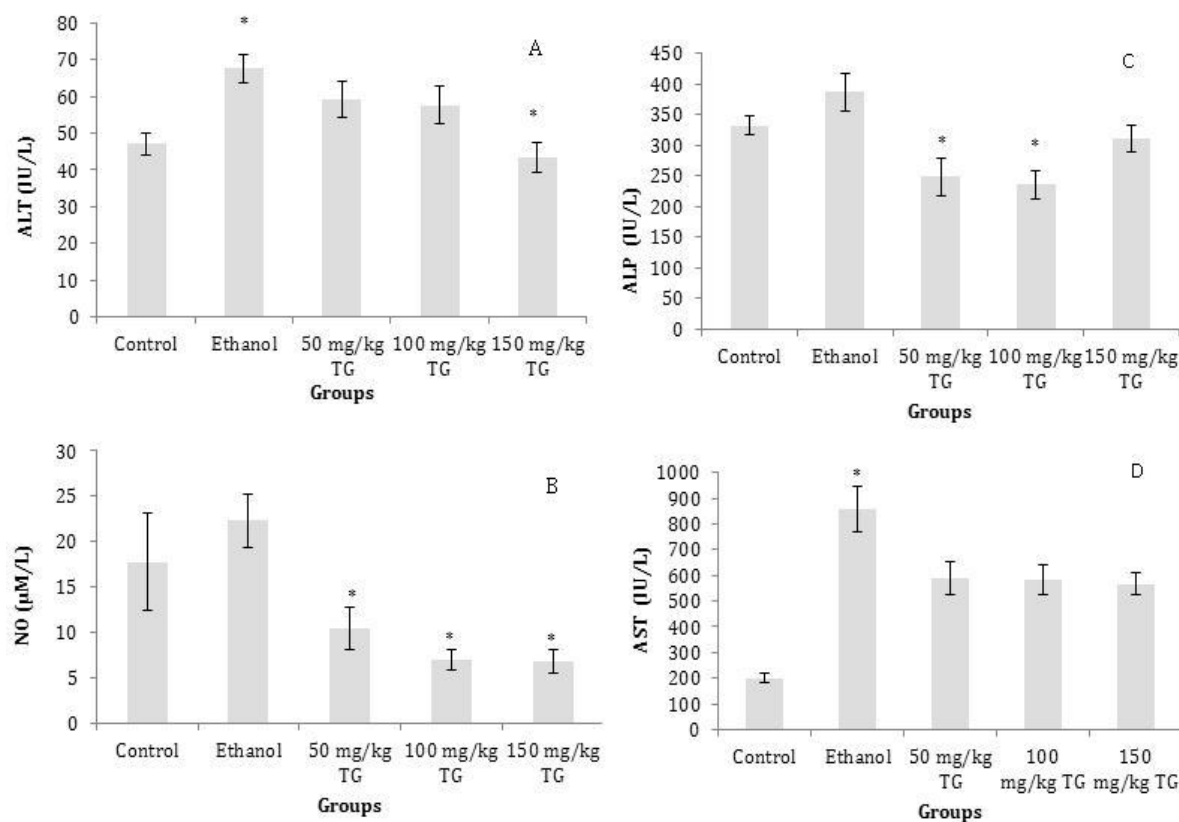 80
70
60
50
40
30
20
10
0
ALT (IU/L)
*
*
A
Control Ethanol 50 mg/kg 100 mg/kg 150 mg/kg
TG TG TG
Groups
450
400
350
300
250
200
150
100
50
0
ALP (IU/L)
*
*
C
Control Ethanol 50 mg/kg 100 mg/kg 150 mg/kg
TG TG TG
Groups
30
25
20
15
10
5
0
NO (µM/L)
*
*
*
B
Control Ethanol 50 mg/kg 100 mg/kg 150 mg/kg
TG TG TG
Groups
1000
900
800
700
600
500
400
300
200
100
0
AST (IU/L)
*
D
Control Ethanol 50 mg/kg 100 150
TG mg/kg TG mg/kg TG
Groups